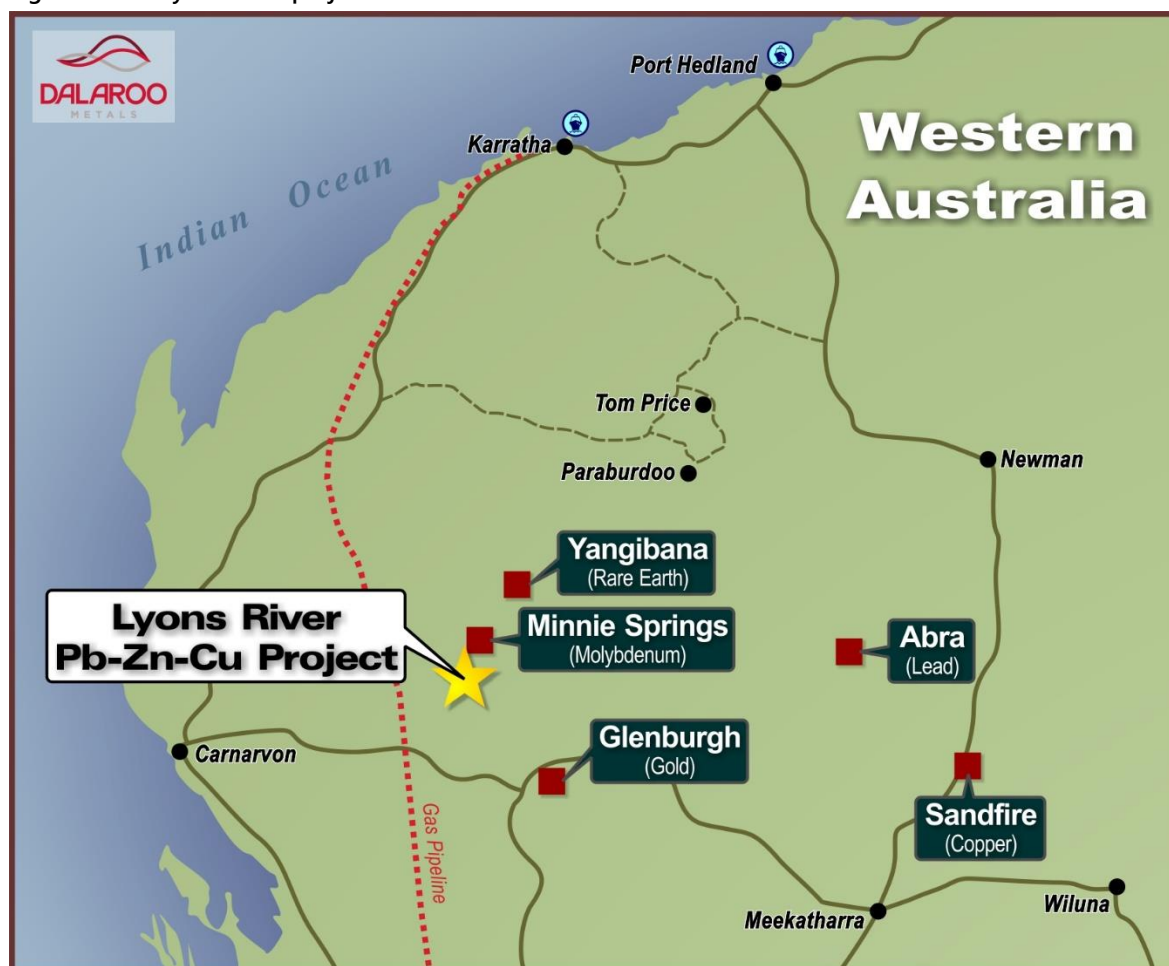 DALAROO
METALS
Port Hedland
Western
Australia
Karratha
Indian Ocean
Tom Price
Newman
Paraburdoo
Yangibana
(Rare Earth)
Lyons River
Pb-Zn-Cu Project
Minnie Springs
(Molybdenum)
Abra
(Lead)
Carnarvon
Glenburgh
(Gold)
Gas Pipeline
Sandfire
(Copper)
Meekatharra
Wiluna